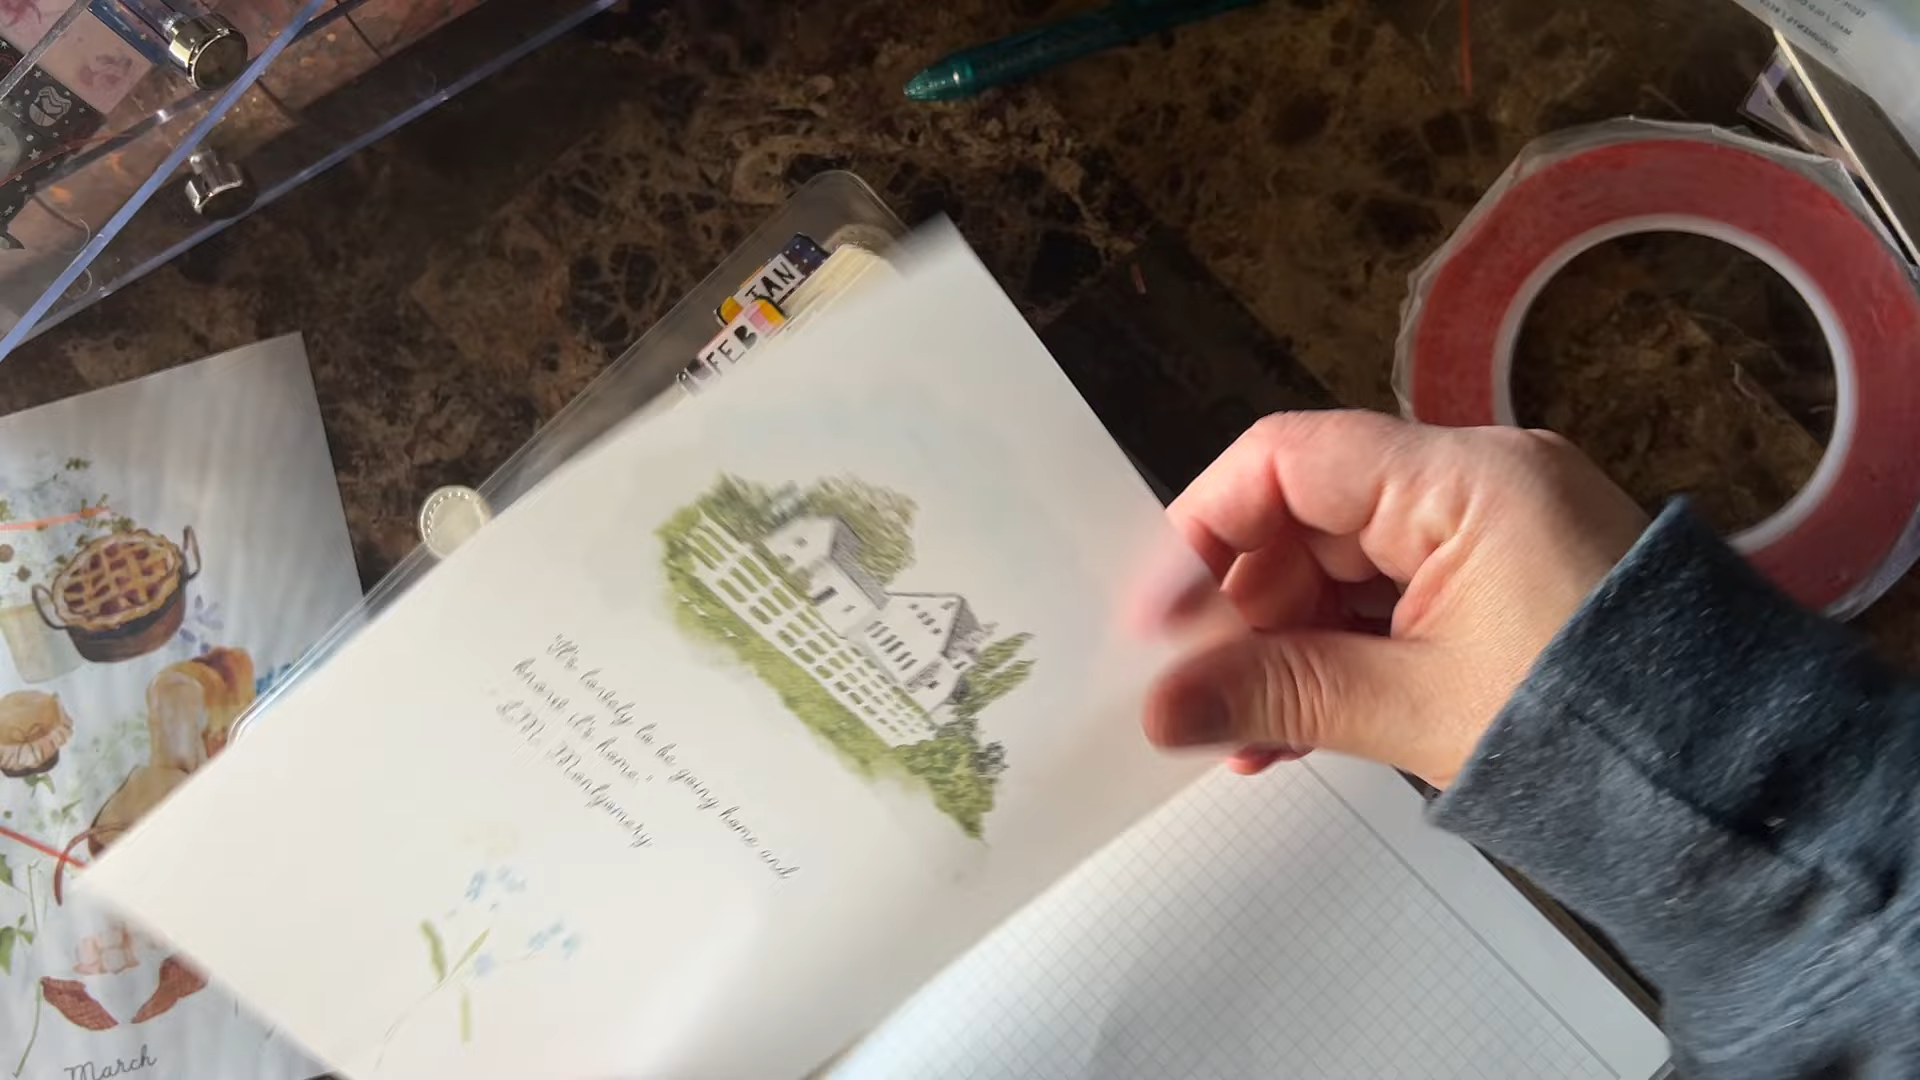 JAN
FEB
"It's lovely to be going home and
know it's home."
L.M. Montgomery
March